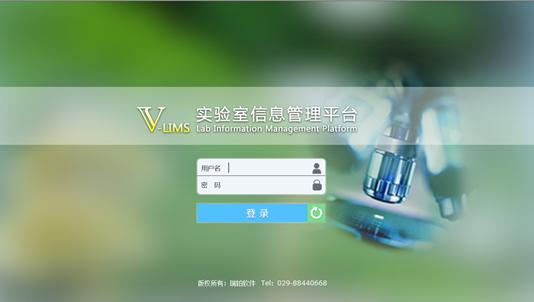 V-LIMS
实验室信息管理平台
Lab Information Management Platform
用户名
密 码
登 录
版权所有：瑞铂软件 Tel：029-88440668